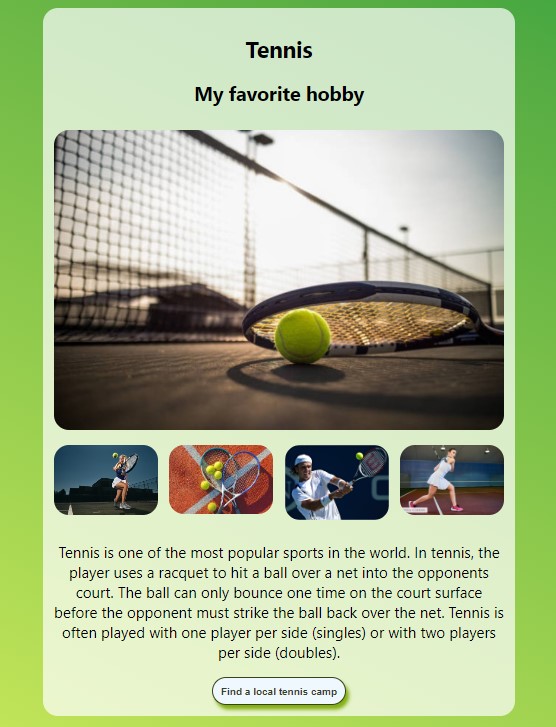 Tennis
My favorite hobby
Tennis is one of the most popular sports in the world. In tennis, the
player uses a racquet to hit a ball over a net into the opponents
court. The ball can only bounce one time on the court surface
before the opponent must strike the ball back over the net. Tennis is
often played with one player per side (singles) or with two players
per side (doubles).
Find a local tennis camp